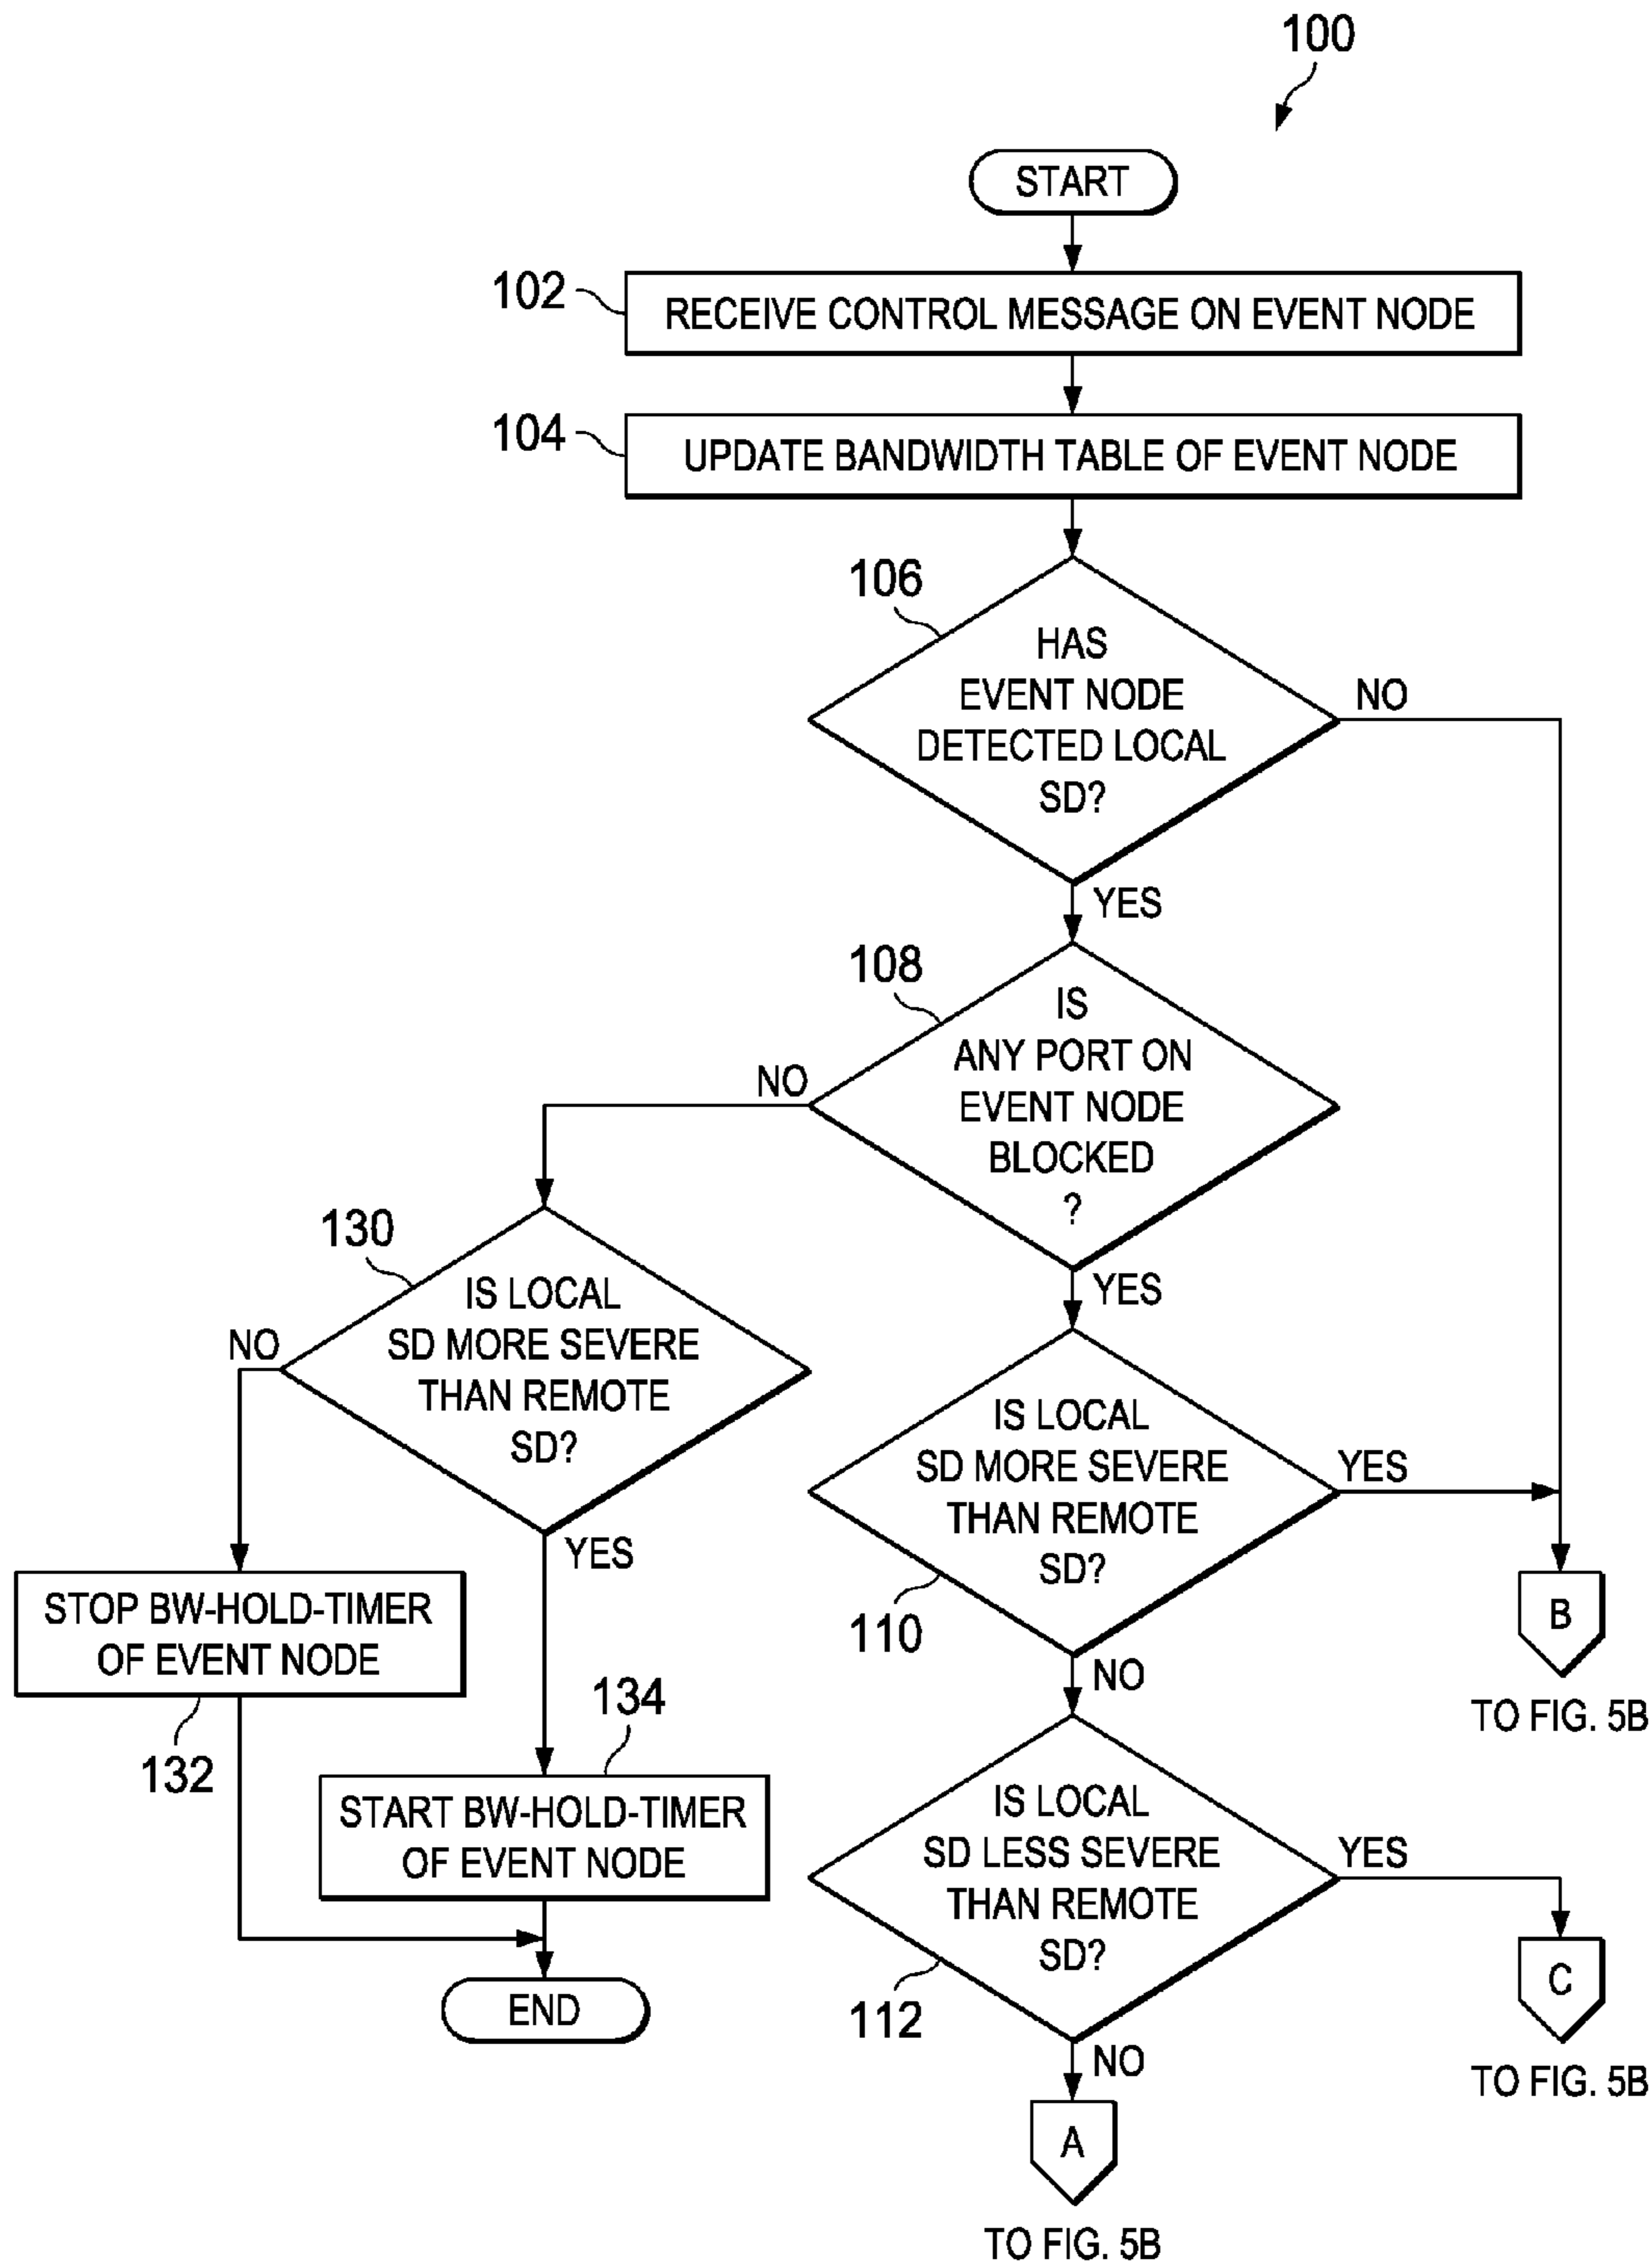 100
START
102
RECEIVE CONTROL MESSAGE ON EVENT NODE
104
UPDATE BANDWIDTH TABLE OF EVENT NODE
106
HAS
EVENT NODE
DETECTED LOCAL
SD?
NO
YES
108
IS
ANY PORT ON
EVENT NODE
BLOCKED
?
NO
YES
130
IS LOCAL
SD MORE SEVERE
THAN REMOTE
SD?
NO
YES
IS LOCAL
SD MORE SEVERE
THAN REMOTE
SD?
YES
110
NO
B
TO FIG. 5B
STOP BW-HOLD-TIMER
OF EVENT NODE
132
134
START BW-HOLD-TIMER
OF EVENT NODE
END
IS LOCAL
SD LESS SEVERE
THAN REMOTE
SD?
YES
112
NO
C
TO FIG. 5B
A
TO FIG. 5B